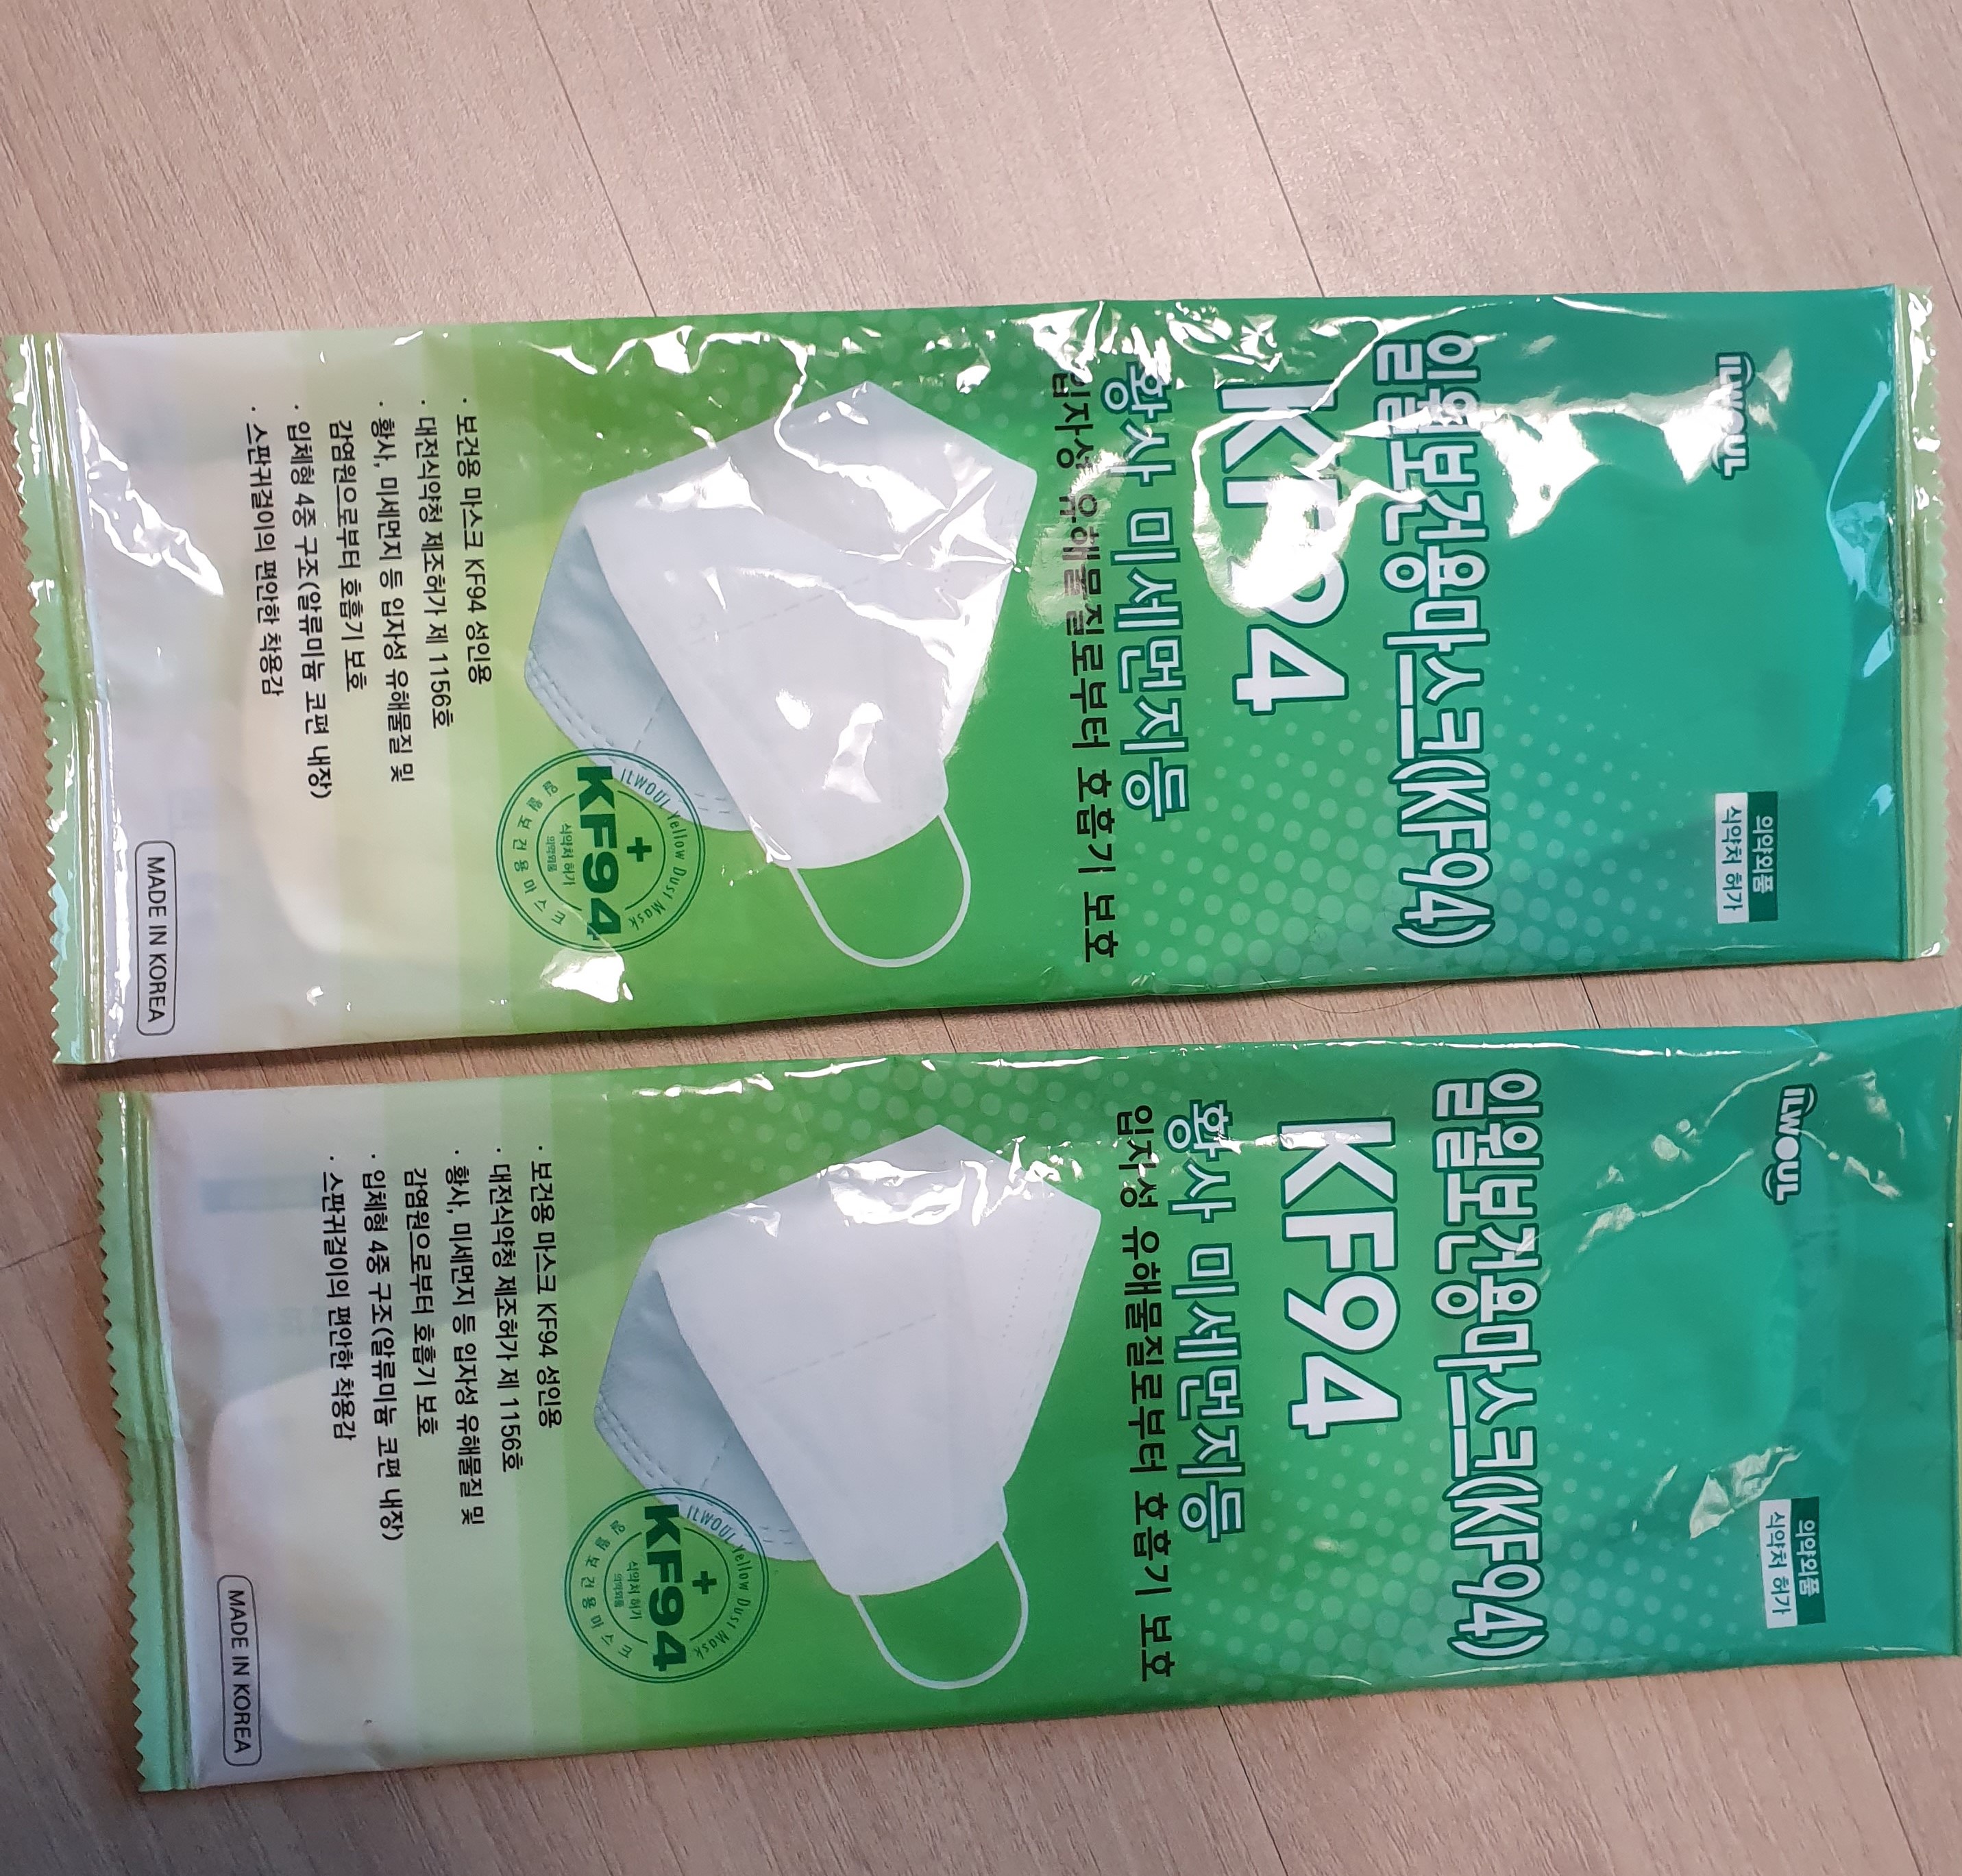 ILWOUL
의약외품
식약처 허가
일월보건용마스크(KF94)
KF94
황사 미세먼지등
입자성 유해물질로부터 호흡기 보호
ILWOUL Yellow Dust Mask
KF94
식약처 허가
의약외품
일월보건용마스크
· 보건용 마스크 KF94 성인용
· 대전식약청 제조허가 제 1156호
· 황사, 미세먼지 등 입자성 유해물질 및
감염원으로부터 호흡기 보호
· 입체형 4중 구조(알류미늄 코편 내장)
· 스판귀걸이의 편안한 착용감
MADE IN KOREA
ILWOUL
의약외품
식약처 허가
일월보건용마스크(KF94)
KF94
황사 미세먼지등
입자성 유해물질로부터 호흡기 보호
ILWOUL Yellow Dust Mask
KF94
식약처 허가
의약외품
일월보건용마스크
· 보건용 마스크 KF94 성인용
· 대전식약청 제조허가 제 1156호
· 황사, 미세먼지 등 입자성 유해물질 및
감염원으로부터 호흡기 보호
· 입체형 4중 구조(알류미늄 코편 내장)
· 스판귀걸이의 편안한 착용감
MADE IN KOREA